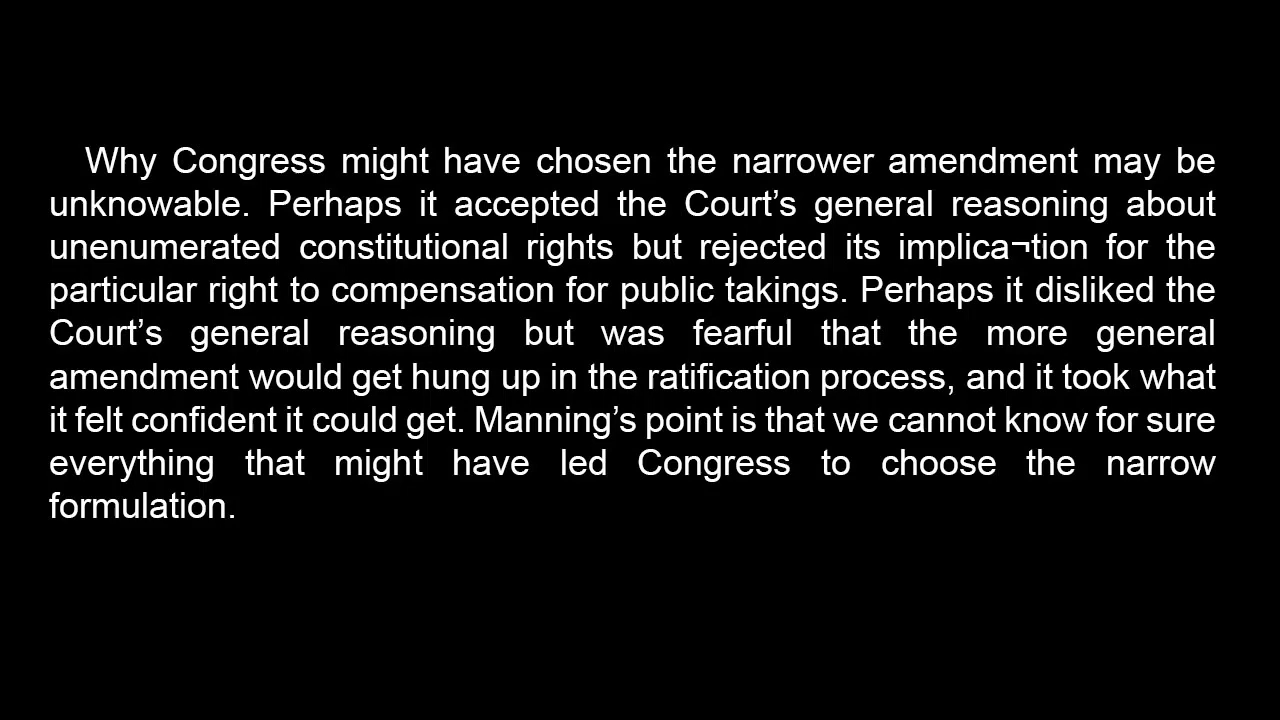 Why Congress might have chosen the narrower amendment may be
unknowable. Perhaps it accepted the Court’s general reasoning about
unenumerated constitutional rights but rejected its implica¬tion for the
particular right to compensation for public takings. Perhaps it disliked the
Court’s general reasoning but was fearful that the more general
amendment would get hung up in the ratification process, and it took what
it felt confident it could get. Manning’s point is that we cannot know for sure
everything that might have led Congress to choose the narrow
formulation.